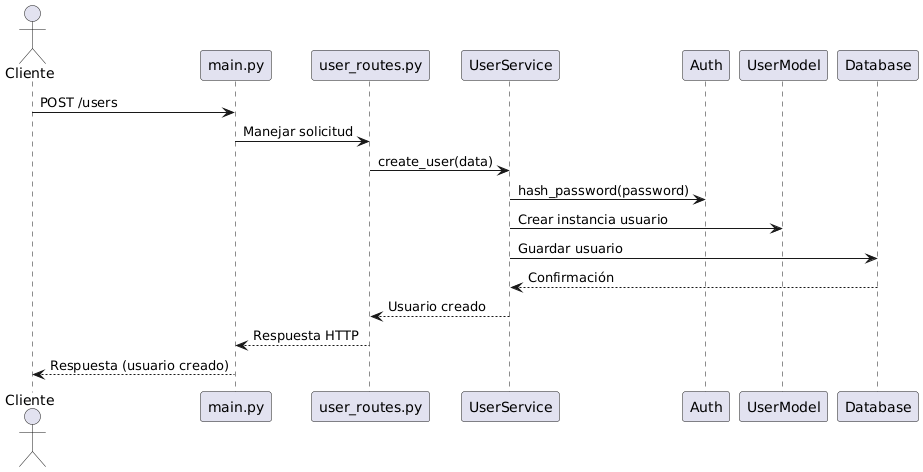 Cliente
main.py
user_routes.py
UserService
Auth
UserModel
Database
POST /users
Manejar solicitud
create_user(data)
hash_password(password)
Crear instancia usuario
Guardar usuario
Confirmación
Usuario creado
Respuesta HTTP
Respuesta (usuario creado)
Cliente
main.py
user_routes.py
UserService
Auth
UserModel
Database